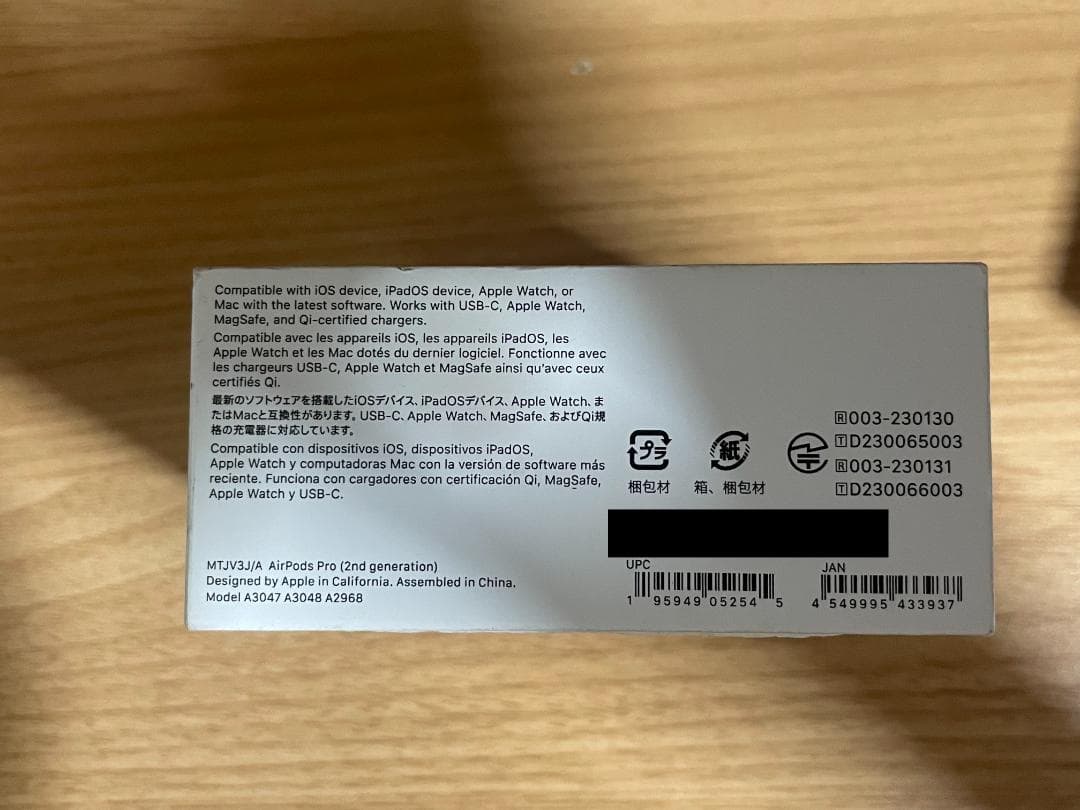 Compatible with iOS device, iPadOS device, Apple Watch, or
Mac with the latest software. Works with USB-C, Apple Watch,
MagSafe, and Qi-certified chargers.
Compatible avec les appareils iOS, les appareils iPadOS, les
Apple Watch et les Mac dotés du dernier logiciel. Fonctionne avec
les chargeurs USB-C, Apple Watch et MagSafe ainsi qu'avec ceux
certifiés Qi.
最新のソフトウェアを搭載したiOSデバイス、iPadOSデバイス、Apple Watch、ま
たはMacと互換性があります。USB-C、Apple Watch、MagSafe、およびQi規
格の充電器に対応しています。
Compatible con dispositivos iOS, dispositivos iPadOS,
Apple Watch y computadoras Mac con la versión de software más
reciente. Funciona con cargadores con certificación Qi, MagSafe,
Apple Watch y USB-C.
MTJV3J/A AirPods Pro (2nd generation)
Designed by Apple in California. Assembled in China.
Model A3047 A3048 A2968
プラ
梱包材
紙
箱、梱包材
R 003-230130
T D230065003
R 003-230131
T D230066003
UPC
1 95949 05254 5
JAN
4 549995 433937